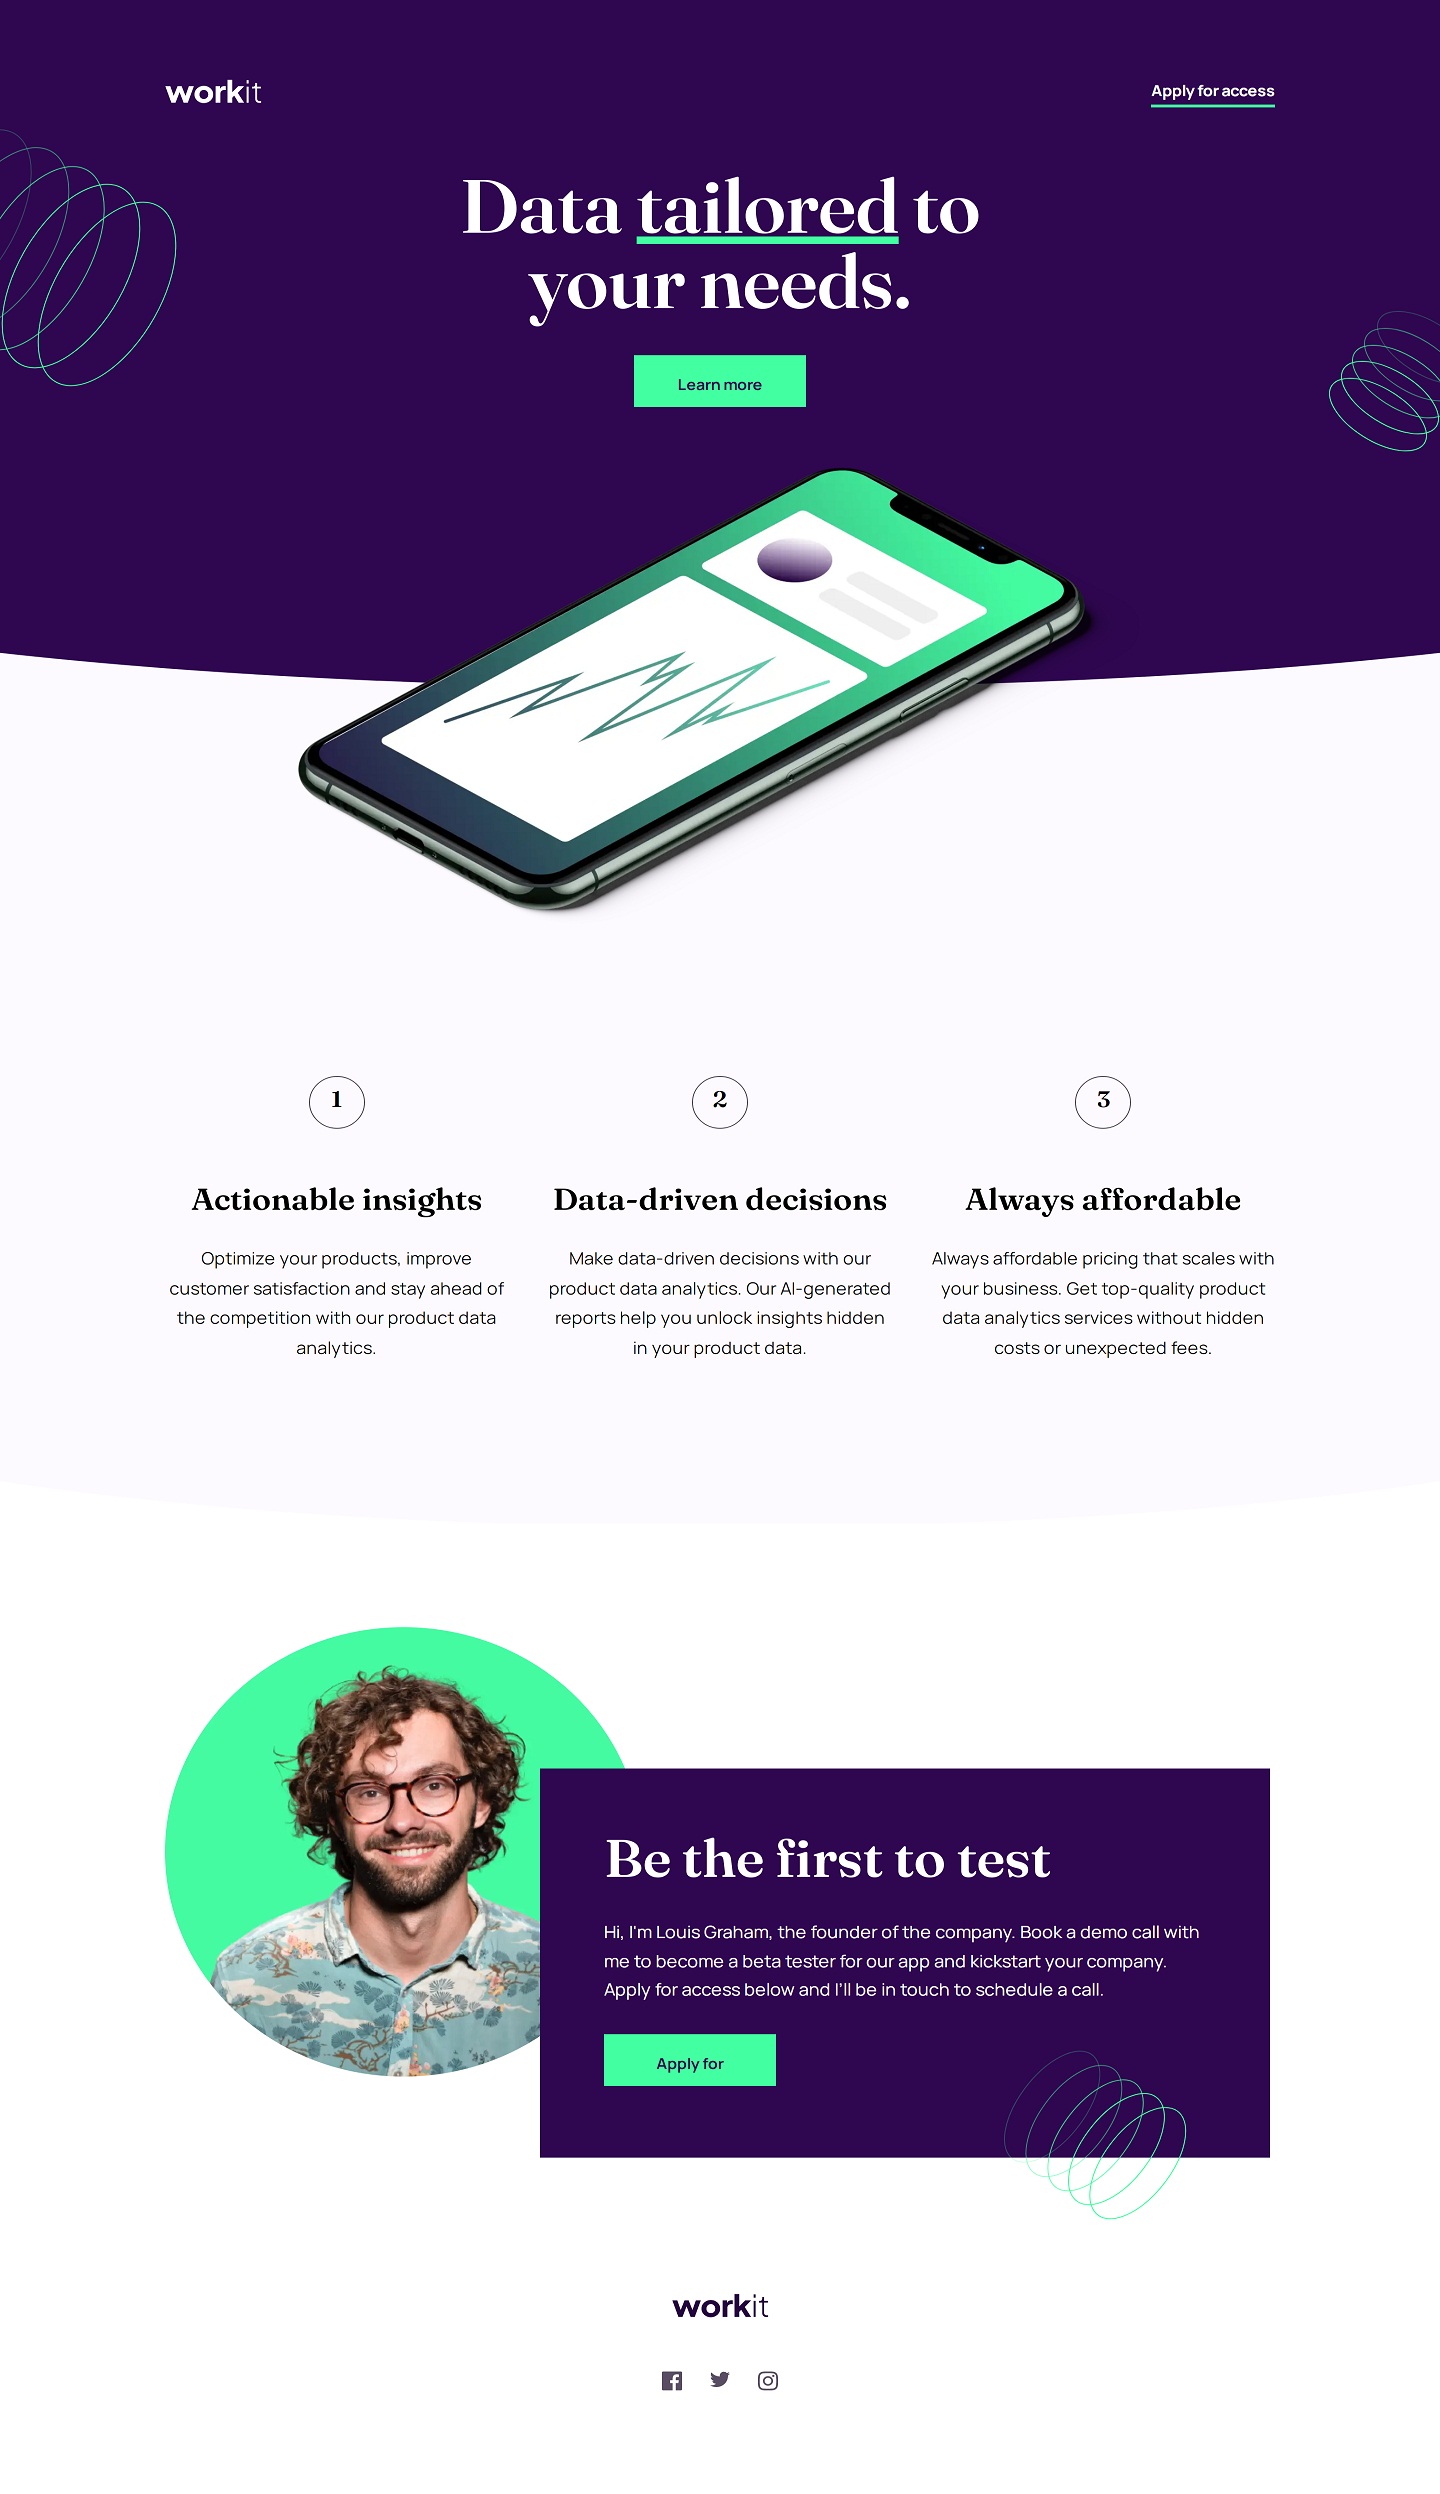 workit
Apply for access
Data tailored to
your needs.
Learn more
1
Actionable insights
Optimize your products, improve
customer satisfaction and stay ahead of
the competition with our product data
analytics.
2
Data-driven decisions
Make data-driven decisions with our
product data analytics. Our AI-generated
reports help you unlock insights hidden
in your product data.
3
Always affordable
Always affordable pricing that scales with
your business. Get top-quality product
data analytics services without hidden
costs or unexpected fees.
Be the first to test
Hi, I'm Louis Graham, the founder of the company. Book a demo call with
me to become a beta tester for our app and kickstart your company.
Apply for access below and I'll be in touch to schedule a call.
Apply for
workit